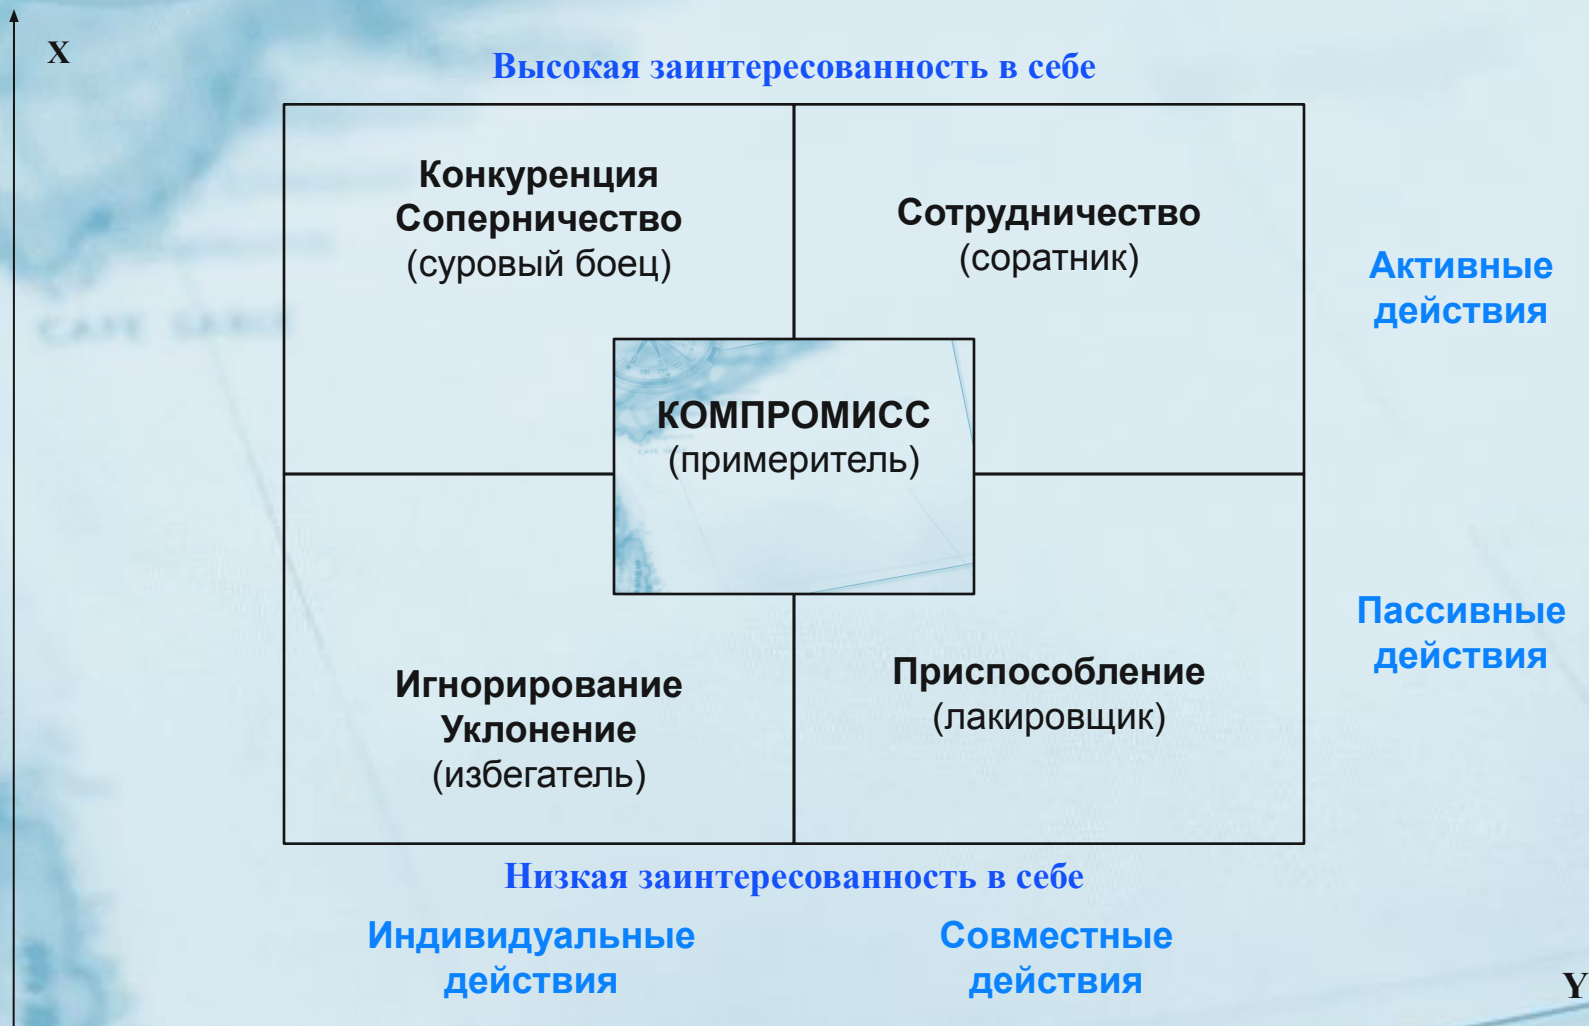 X
Высокая заинтересованность в себе
Конкуренция
Соперничество
(суровый боец)
Сотрудничество
(соратник)
Активные
действия
КОМПРОМИСС
(примеритель)
Пассивные
действия
Игнорирование
Уклонение
(избегатель)
Приспособление
(лакировщик)
Низкая заинтересованность в себе
Индивидуальные
действия
Совместные
действия
Y